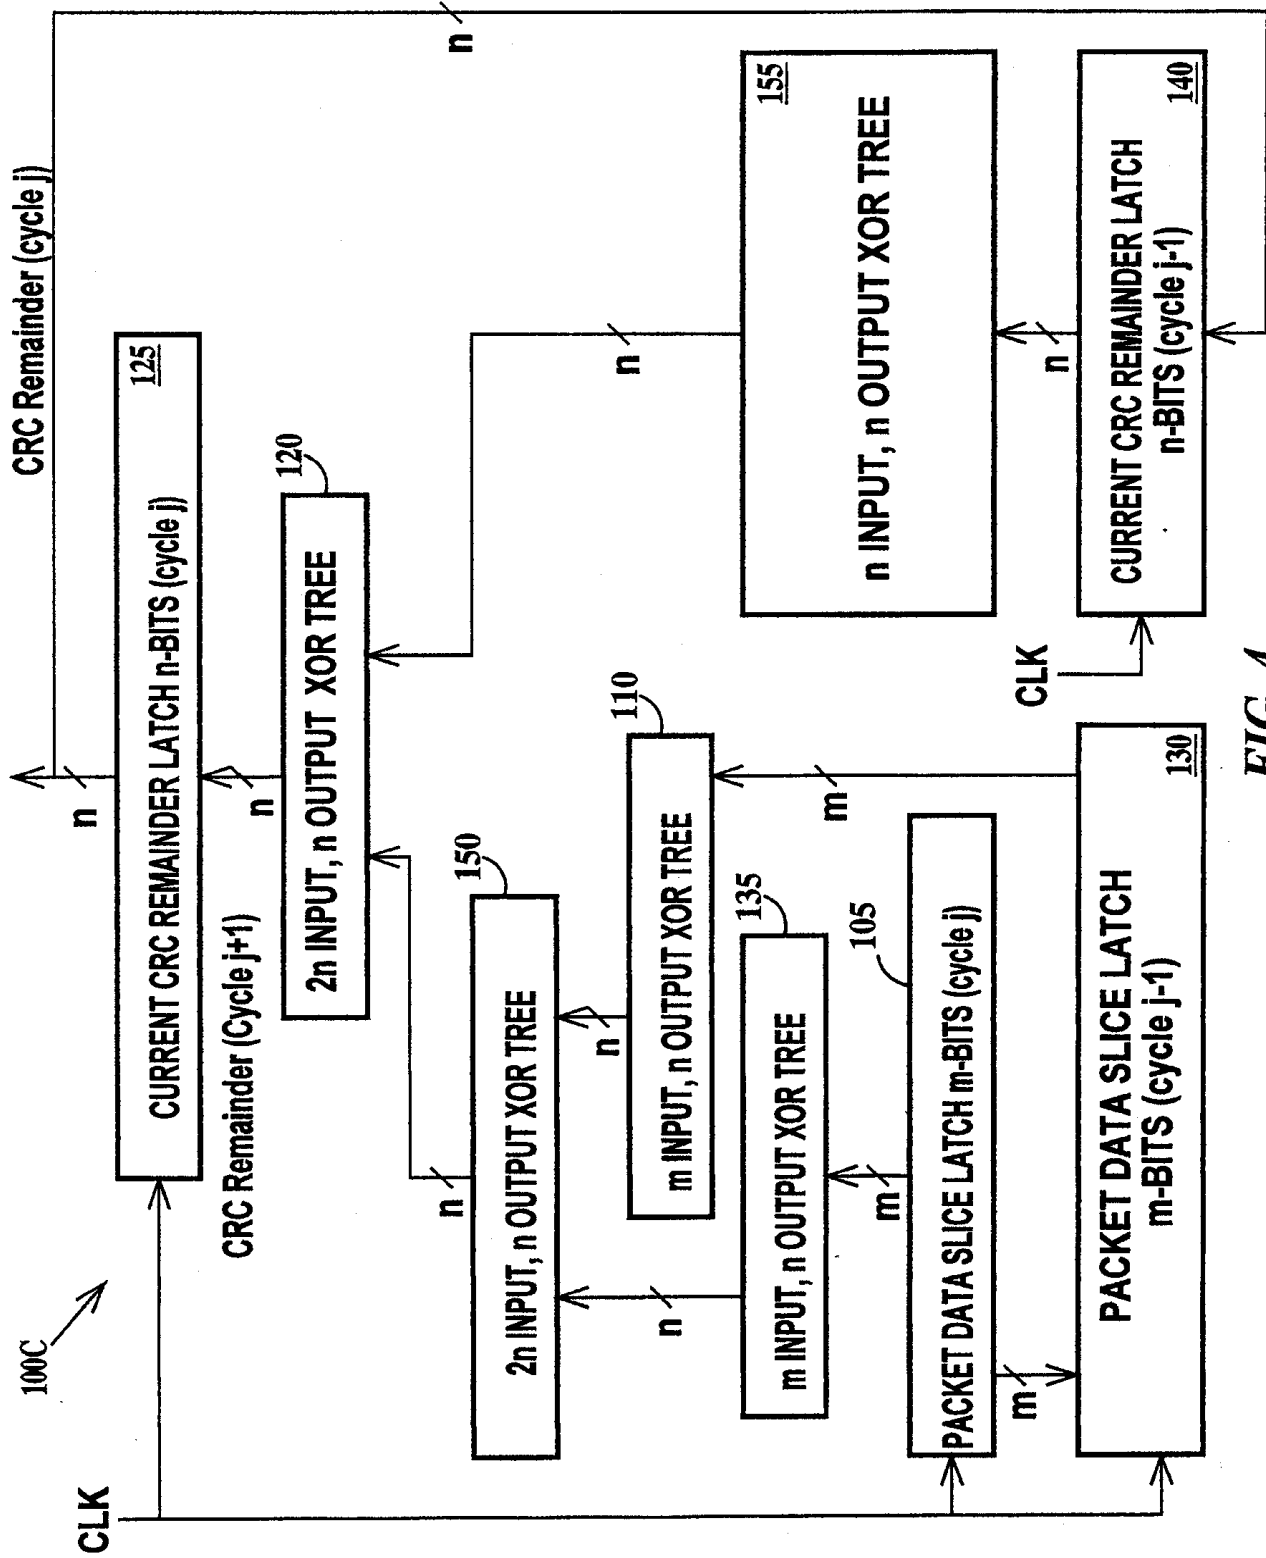 100C
CLK
CRC Remainder (cycle j)
n
n
CURRENT CRC REMAINDER LATCH n-BITS (cycle j)
125
CRC Remainder (Cycle j+1)
n
2n INPUT, n OUTPUT XOR TREE
120
n
n
2n INPUT, n OUTPUT XOR TREE
150
n
n
m INPUT, n OUTPUT XOR TREE
110
m INPUT, n OUTPUT XOR TREE
135
n INPUT, n OUTPUT XOR TREE
155
m
m
n
PACKET DATA SLICE LATCH m-BITS (cycle j)
105
m
CLK
PACKET DATA SLICE LATCH
m-BITS (cycle j-1)
130
CURRENT CRC REMAINDER LATCH
n-BITS (cycle j-1)
140
FIG. 4